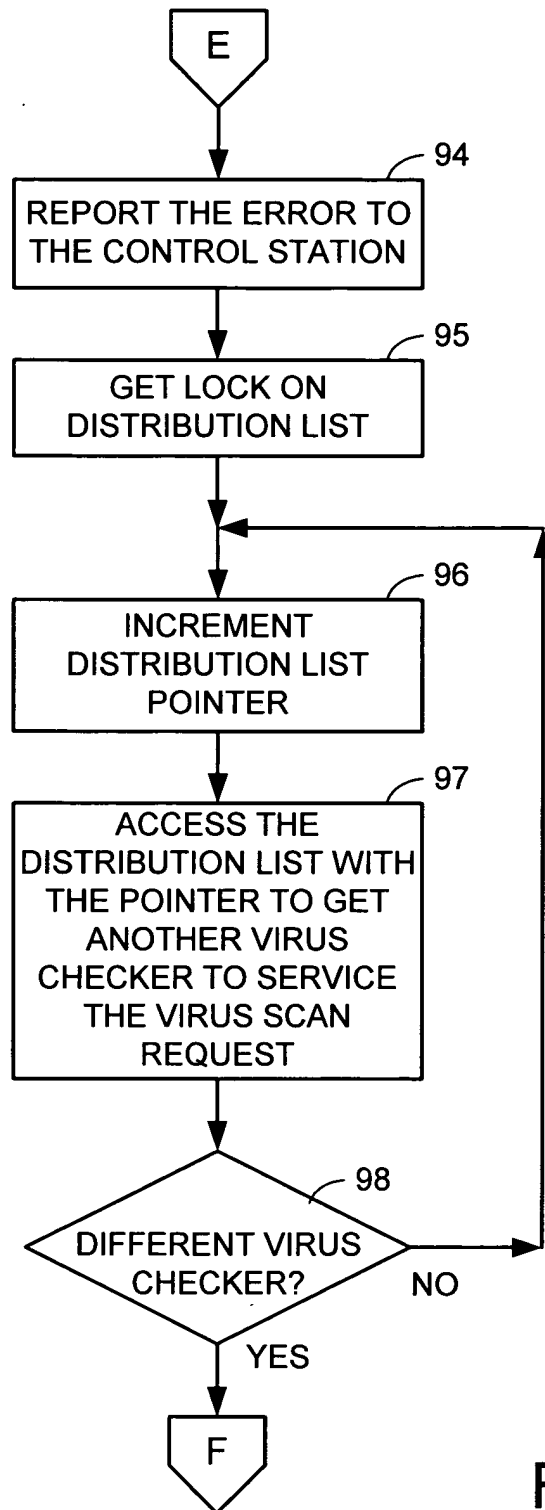 E
94
REPORT THE ERROR TO
THE CONTROL STATION
95
GET LOCK ON
DISTRIBUTION LIST
96
INCREMENT
DISTRIBUTION LIST
POINTER
97
ACCESS THE
DISTRIBUTION LIST WITH
THE POINTER TO GET
ANOTHER VIRUS
CHECKER TO SERVICE
THE VIRUS SCAN
REQUEST
98
DIFFERENT VIRUS
CHECKER?
NO
YES
F